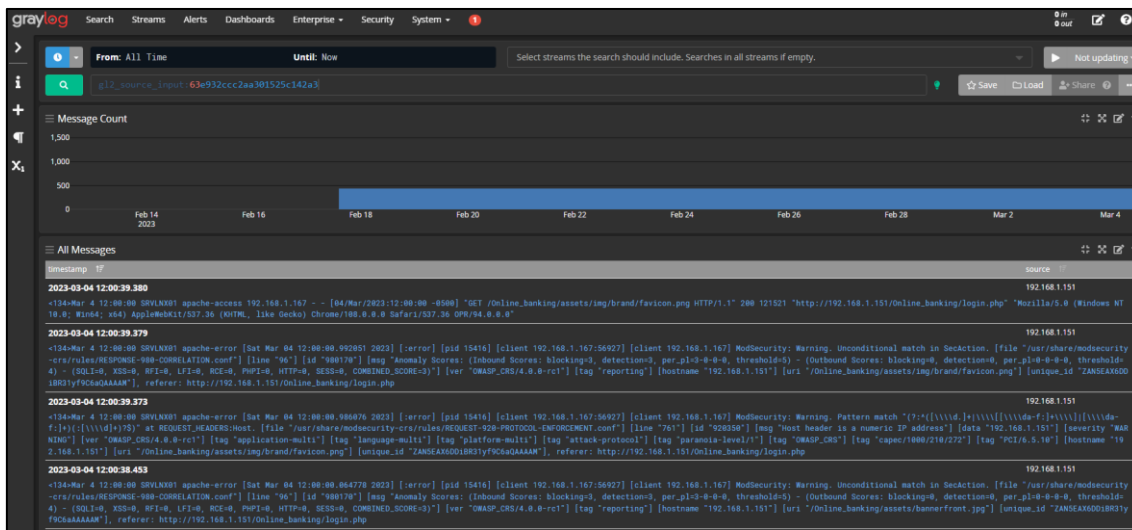 graylog Search Streams Alerts Dashboards Enterprise Security System 1 0 in
0 out
From: All Time Until: Now Select streams the search should include. Searches in all streams if empty. Not updating
gl2_source_input:63e932ccc2aa301525c142a3 Save Load Share
Message Count
1,500
1,000
500
0
Feb 14 Feb 16 Feb 18 Feb 20 Feb 22 Feb 24 Feb 26 Feb 28 Mar 2 Mar 4
2023
All Messages
timestamp source
2023-03-04 12:00:39.380 192.168.1.151
<134>Mar 4 12:00:00 SRVLNX01 apache-access 192.168.1.167 - - [04/Mar/2023:12:00:00 -0500] "GET /Online_banking/assets/img/brand/favicon.png HTTP/1.1" 200 121521 "http://192.168.1.151/Online_banking/login.php" "Mozilla/5.0 (Windows NT
10.0; Win64; x64) AppleWebKit/537.36 (KHTML, like Gecko) Chrome/108.0.0.0 Safari/537.36 OPR/94.0.0.0"
2023-03-04 12:00:39.379 192.168.1.151
<134>Mar 4 12:00:00 SRVLNX01 apache-error [Sat Mar 04 12:00:00.992051 2023] [:error] [pid 15416] [client 192.168.1.167:56927] [client 192.168.1.167] ModSecurity: Warning. Unconditional match in SecAction. [file "/usr/share/modsecurity
-crs/rules/RESPONSE-980-CORRELATION.conf"] [line "96"] [id "980170"] [msg "Anomaly Scores: (Inbound Scores: blocking=3, detection=3, per_pl=3-0-0-0, threshold=5) - (Outbound Scores: blocking=0, detection=0, per_pl=0-0-0-0, threshold=
4) - (SQLI=0, XSS=0, RFI=0, LFI=0, RCE=0, PHPI=0, HTTP=0, SESS=0, COMBINED_SCORE=3)"] [ver "OWASP_CRS/4.0.0-rc1"] [tag "reporting"] [hostname "192.168.1.151"] [uri "/Online_banking/assets/img/brand/favicon.png"] [unique_id
referer: http://192.168.1.151/Online_banking/login.php
2023-03-04 12:00:39.373 192.168.1.151
<134>Mar 4 12:00:00 SRVLNX01 apache-error [Sat Mar 04 12:00:00.986076 2023] [:error] [pid 15416] [client 192.168.1.167:56927] [client 192.168.1.167] ModSecurity: Warning. Pattern match
at REQUEST_HEADERS:Host. [file "/usr/share/modsecurity-crs/rules/REQUEST-920-PROTOCOL-ENFORCEMENT.conf"] [line "761"] [id "920350"] [msg "Host header is a numeric IP address"] [data "192.168.1.151"] [severity "WAR
NING"] [ver "OWASP_CRS/4.0.0-rc1"] [tag "application-multi"] [tag "language-multi"] [tag "platform-multi"] [tag "attack-protocol"] [tag "paranoia-level/1"] [tag "OWASP_CRS"] [tag "capec/1000/210/272"] [tag "PCI/6.5.10"] [hostname "19
2.168.1.151"] [uri "/Online_banking/assets/img/brand/favicon.png"] [unique_id referer: http://192.168.1.151/Online_banking/login.php
2023-03-04 12:00:38.453 192.168.1.151
<134>Mar 4 12:00:00 SRVLNX01 apache-error [Sat Mar 04 12:00:00.064770 2023] [:error] [pid 15416] [client 192.168.1.167:56927] [client 192.168.1.167] ModSecurity: Warning. Unconditional match in SecAction. [file "/usr/share/modsecurity
-crs/rules/RESPONSE-980-CORRELATION.conf"] [line "96"] [id "980170"] [msg "Anomaly Scores: (Inbound Scores: blocking=3, detection=3, per_pl=3-0-0-0, threshold=5) - (Outbound Scores: blocking=0, detection=0, per_pl=0-0-0-0, threshold=
4) - (SQLI=0, XSS=0, RFI=0, LFI=0, RCE=0, PHPI=0, HTTP=0, SESS=0, COMBINED_SCORE=3)"] [ver "OWASP_CRS/4.0.0-rc1"] [tag "reporting"] [hostname "192.168.1.151"] [uri "/Online_banking/assets/bannerfront.jpg"] [unique_id
referer: http://192.168.1.151/Online_banking/login.php